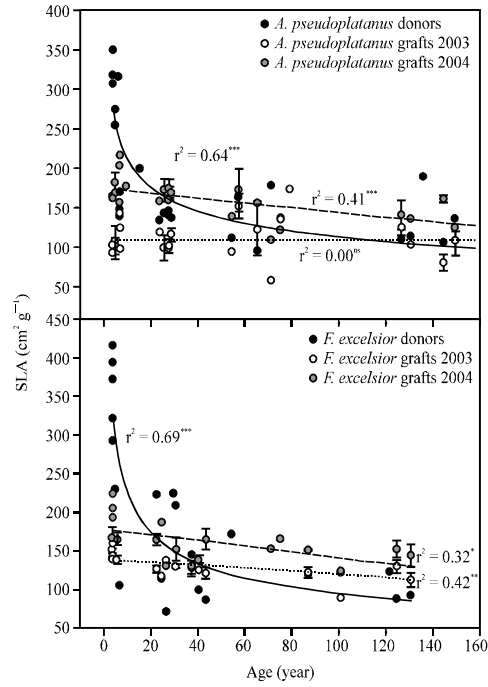 400
350
300
250
200
150
100
50
A. pseudoplatanus donors
A. pseudoplatanus grafts 2003
A. pseudoplatanus grafts 2004
r² = 0.64***
r² = 0.41***
r² = 0.00ns
SLA (cm² g⁻¹)
450
400
350
300
250
200
150
100
50
F. excelsior donors
F. excelsior grafts 2003
F. excelsior grafts 2004
r² = 0.69***
r² = 0.32*
r² = 0.42**
0 20 40 60 80 100 120 140 160
Age (year)